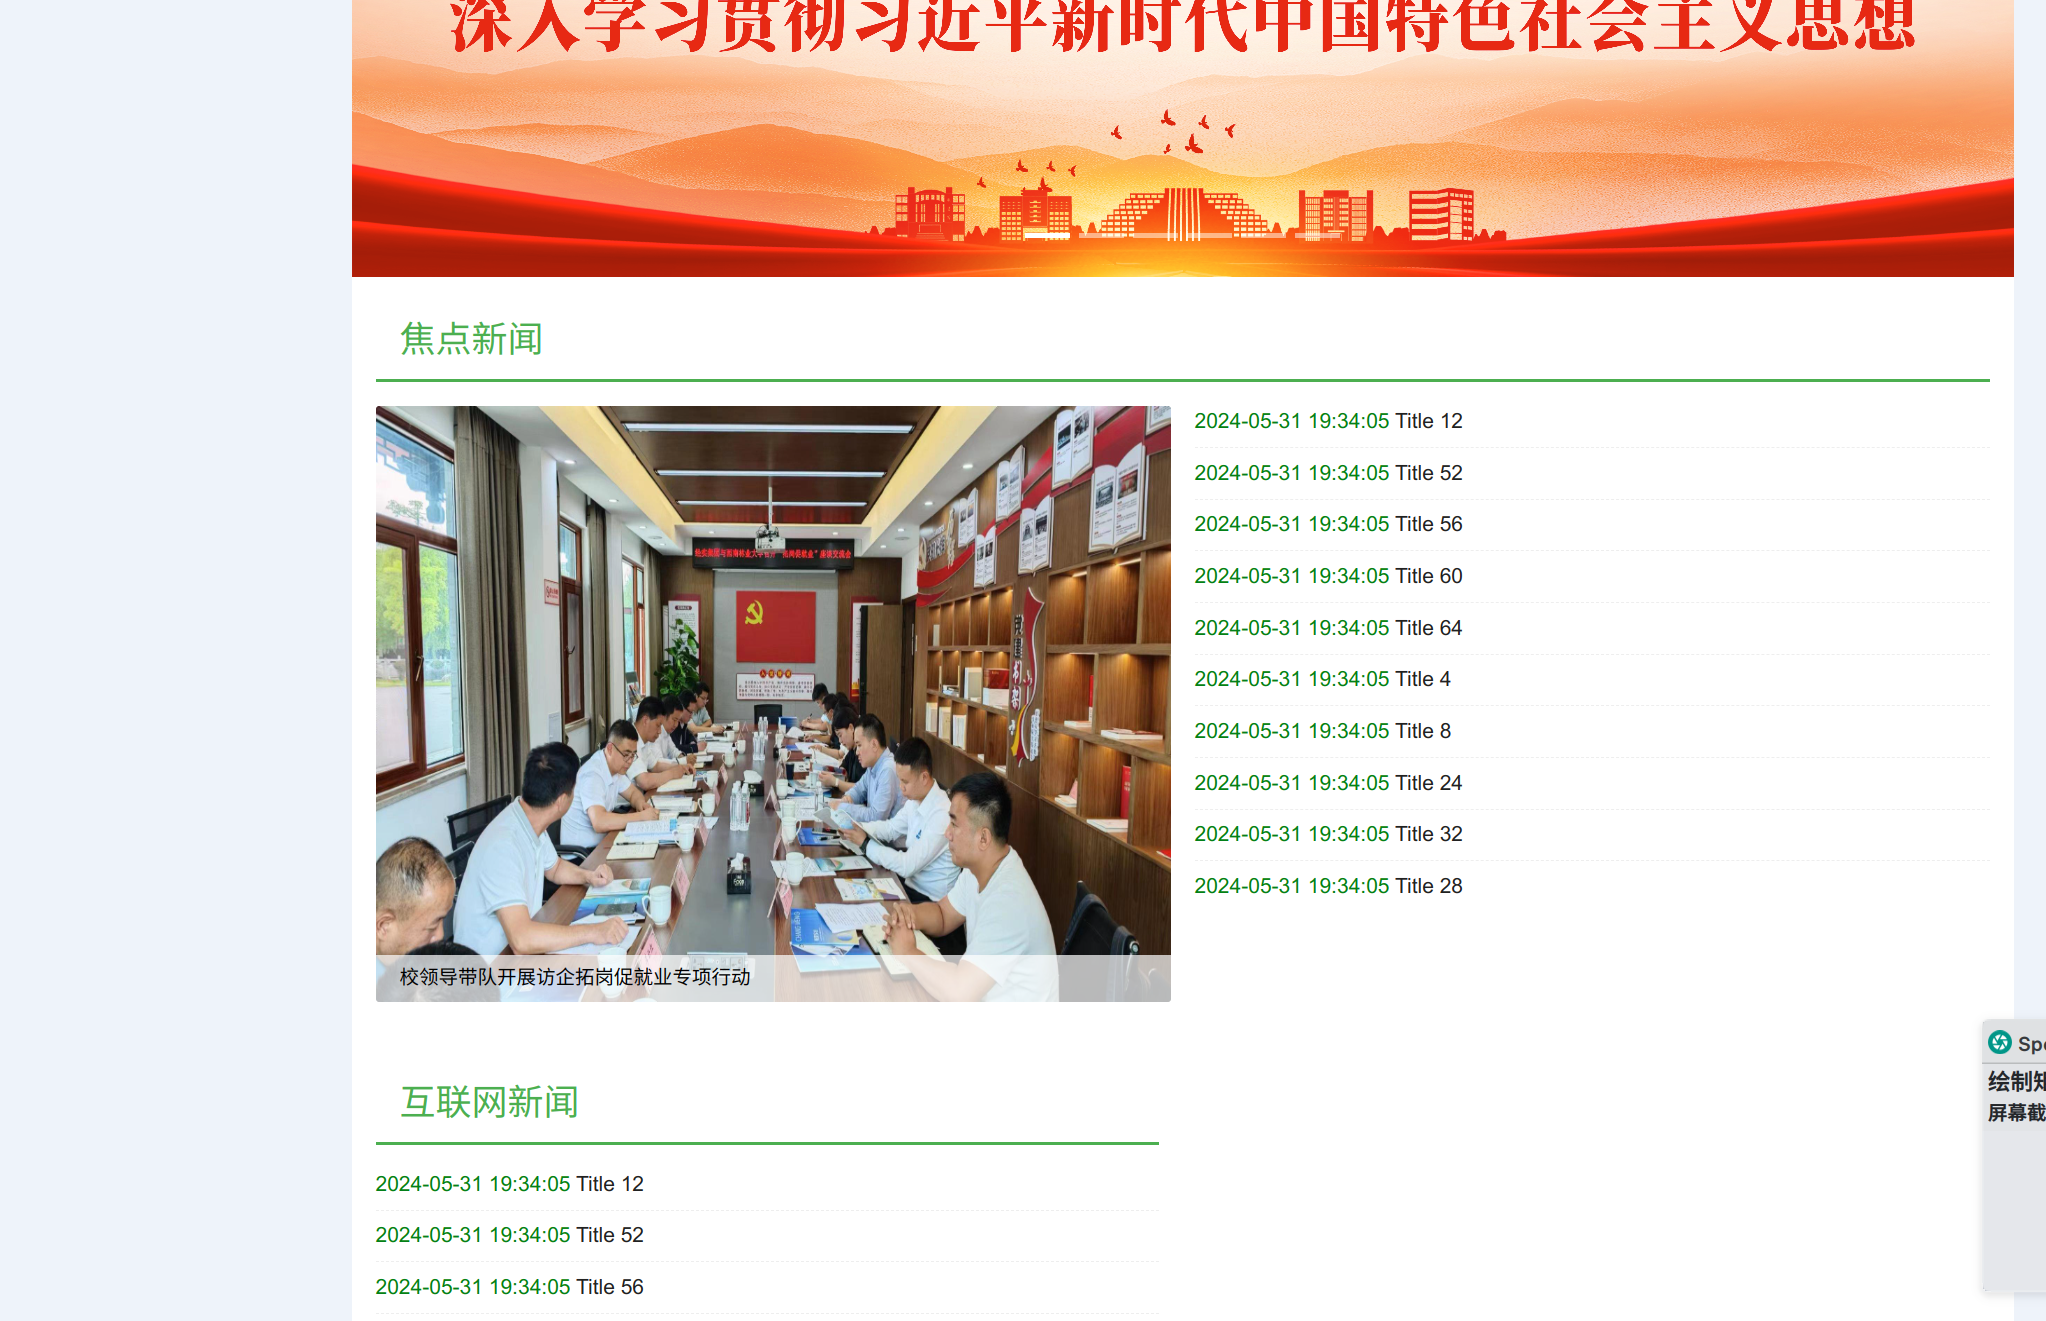 深入学习贯彻习近平新时代中国特色社会主义思想
焦点新闻
校领导带队开展访企拓岗促就业专项行动
2024-05-31 19:34:05 Title 12
2024-05-31 19:34:05 Title 52
2024-05-31 19:34:05 Title 56
2024-05-31 19:34:05 Title 60
2024-05-31 19:34:05 Title 64
2024-05-31 19:34:05 Title 4
2024-05-31 19:34:05 Title 8
2024-05-31 19:34:05 Title 24
2024-05-31 19:34:05 Title 32
2024-05-31 19:34:05 Title 28
互联网新闻
2024-05-31 19:34:05 Title 12
2024-05-31 19:34:05 Title 52
2024-05-31 19:34:05 Title 56
Spe
绘制矩
屏幕截